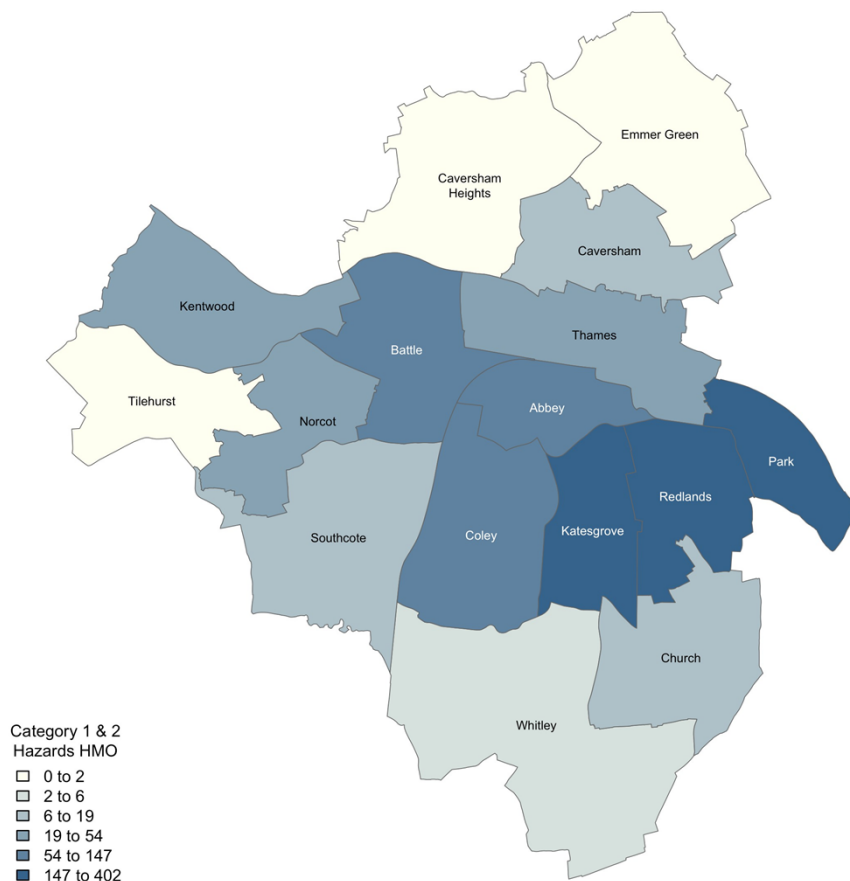 Emmer Green
Caversham
Heights
Caversham
Kentwood
Thames
Battle
Tilehurst
Abbey
Norcot
Park
Redlands
Southcote
Coley
Katesgrove
Church
Whitley
Category 1 & 2
Hazards HMO
0 to 2
2 to 6
6 to 19
19 to 54
54 to 147
147 to 402